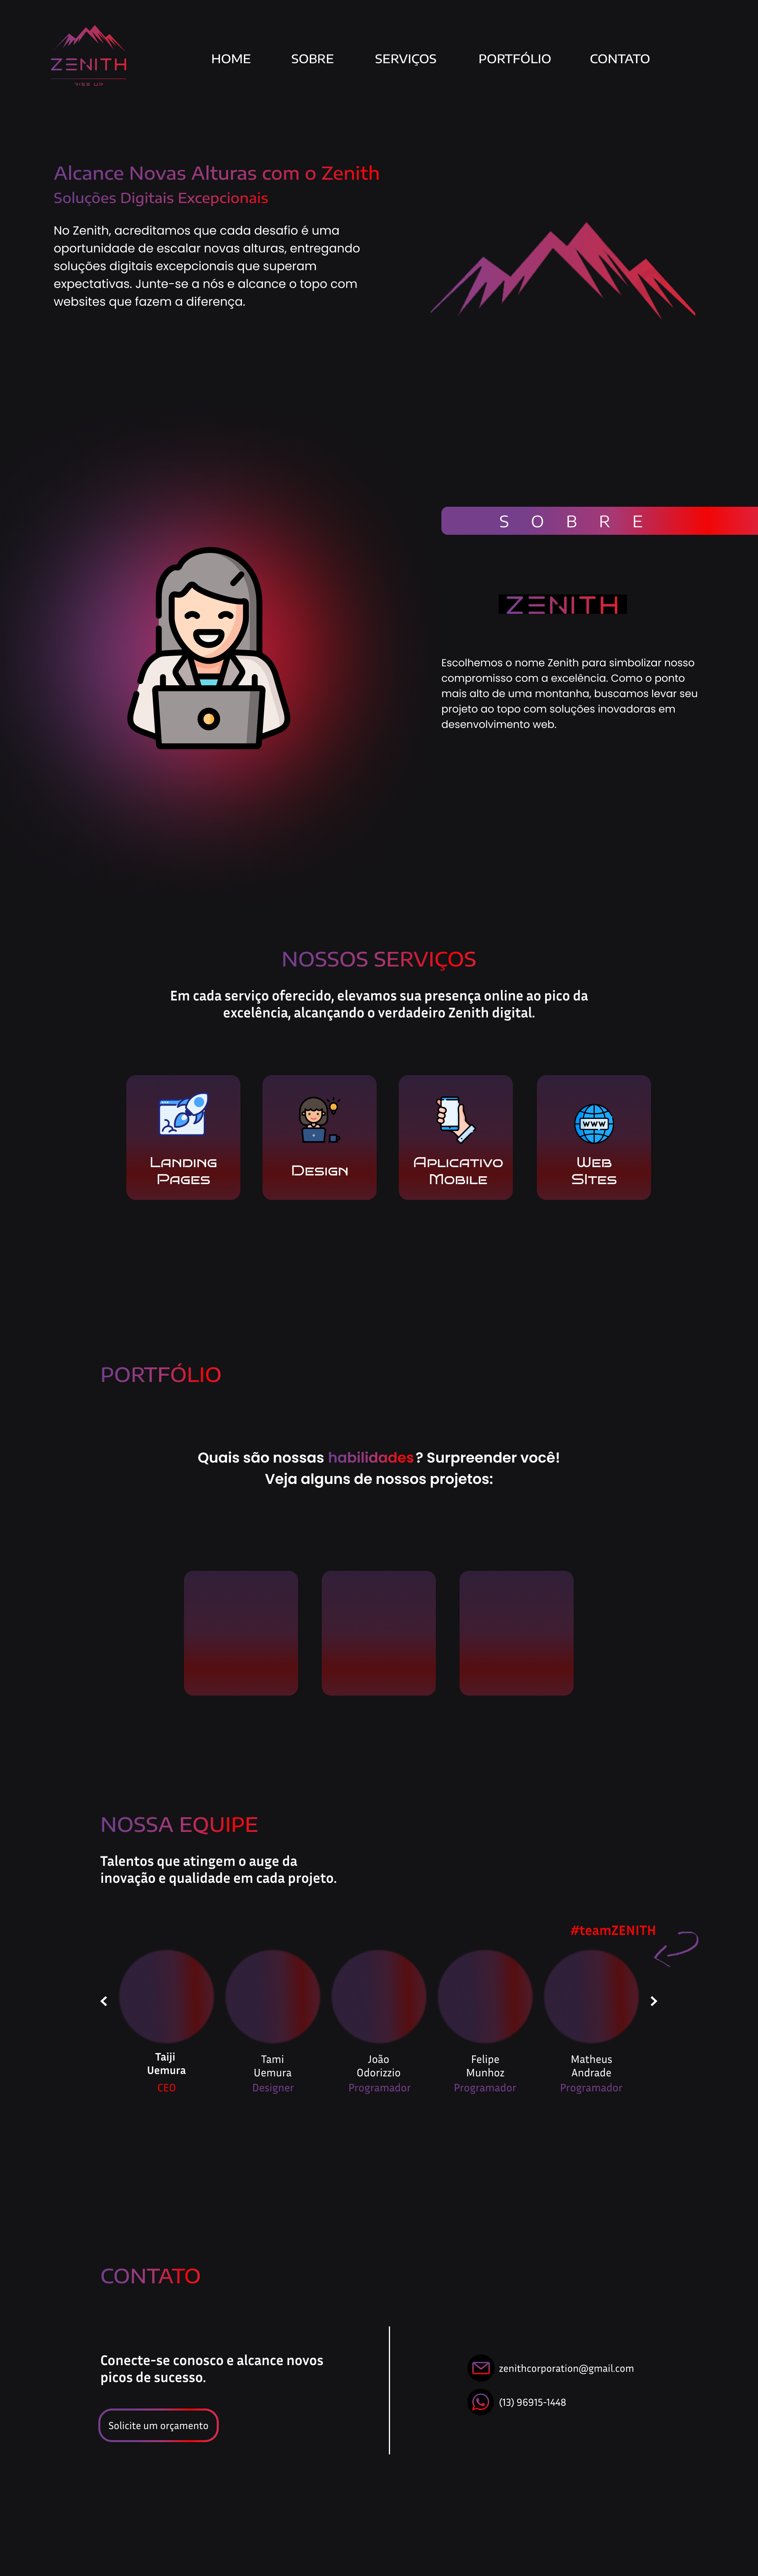 ZENITH
RISE UP
HOME SOBRE SERVIÇOS PORTFÓLIO CONTATO
Alcance Novas Alturas com o Zenith
Soluções Digitais Excepcionais
No Zenith, acreditamos que cada desafio é uma
oportunidade de escalar novas alturas, entregando
soluções digitais excepcionais que superam
expectativas. Junte-se a nós e alcance o topo com
websites que fazem a diferença.
SOBRE
ZENITH
Escolhemos o nome Zenith para simbolizar nosso
compromisso com a excelência. Como o ponto
mais alto de uma montanha, buscamos levar seu
projeto ao topo com soluções inovadoras em
desenvolvimento web.
NOSSOS SERVIÇOS
Em cada serviço oferecido, elevamos sua presença online ao pico da
excelência, alcançando o verdadeiro Zenith digital.
WWW
Landing
Pages
Design
Aplicativo
Mobile
Web
SItes
PORTFÓLIO
Quais são nossas habilidades? Surpreender você!
Veja alguns de nossos projetos:
NOSSA EQUIPE
Talentos que atingem o auge da
inovação e qualidade em cada projeto.
#teamZENITH
Taiji
Uemura
CEO
Tami
Uemura
Designer
João
Odorizzio
Programador
Felipe
Munhoz
Programador
Matheus
Andrade
Programador
CONTATO
Conecte-se conosco e alcance novos
picos de sucesso.
Solicite um orçamento
zenithcorporation@gmail.com
(13) 96915-1448